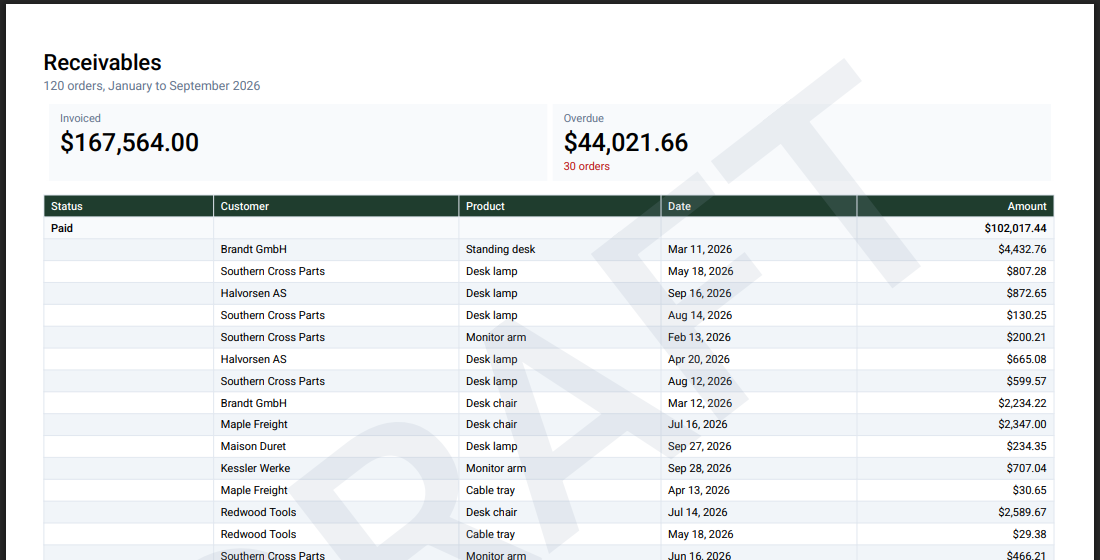 Receivables
120 orders, January to September 2026
Invoiced
$167,564.00
Overdue
$44,021.66
30 orders
Status Customer Product Date Amount
Paid $102,017.44
Brandt GmbH Standing desk Mar 11, 2026 $4,432.76
Southern Cross Parts Desk lamp May 18, 2026 $807.28
Halvorsen AS Desk lamp Sep 16, 2026 $872.65
Southern Cross Parts Desk lamp Aug 14, 2026 $130.25
Southern Cross Parts Monitor arm Feb 13, 2026 $200.21
Halvorsen AS Desk lamp Apr 20, 2026 $665.08
Southern Cross Parts Desk lamp Aug 12, 2026 $599.57
Brandt GmbH Desk chair Mar 12, 2026 $2,234.22
Maple Freight Desk chair Jul 16, 2026 $2,347.00
Maison Duret Desk lamp Sep 27, 2026 $234.35
Kessler Werke Monitor arm Sep 28, 2026 $707.04
Maple Freight Cable tray Apr 13, 2026 $30.65
Redwood Tools Desk chair Jul 14, 2026 $2,589.67
Redwood Tools Cable tray May 18, 2026 $29.38
Southern Cross Parts Monitor arm Jun 16, 2026 $466.21
RAFT